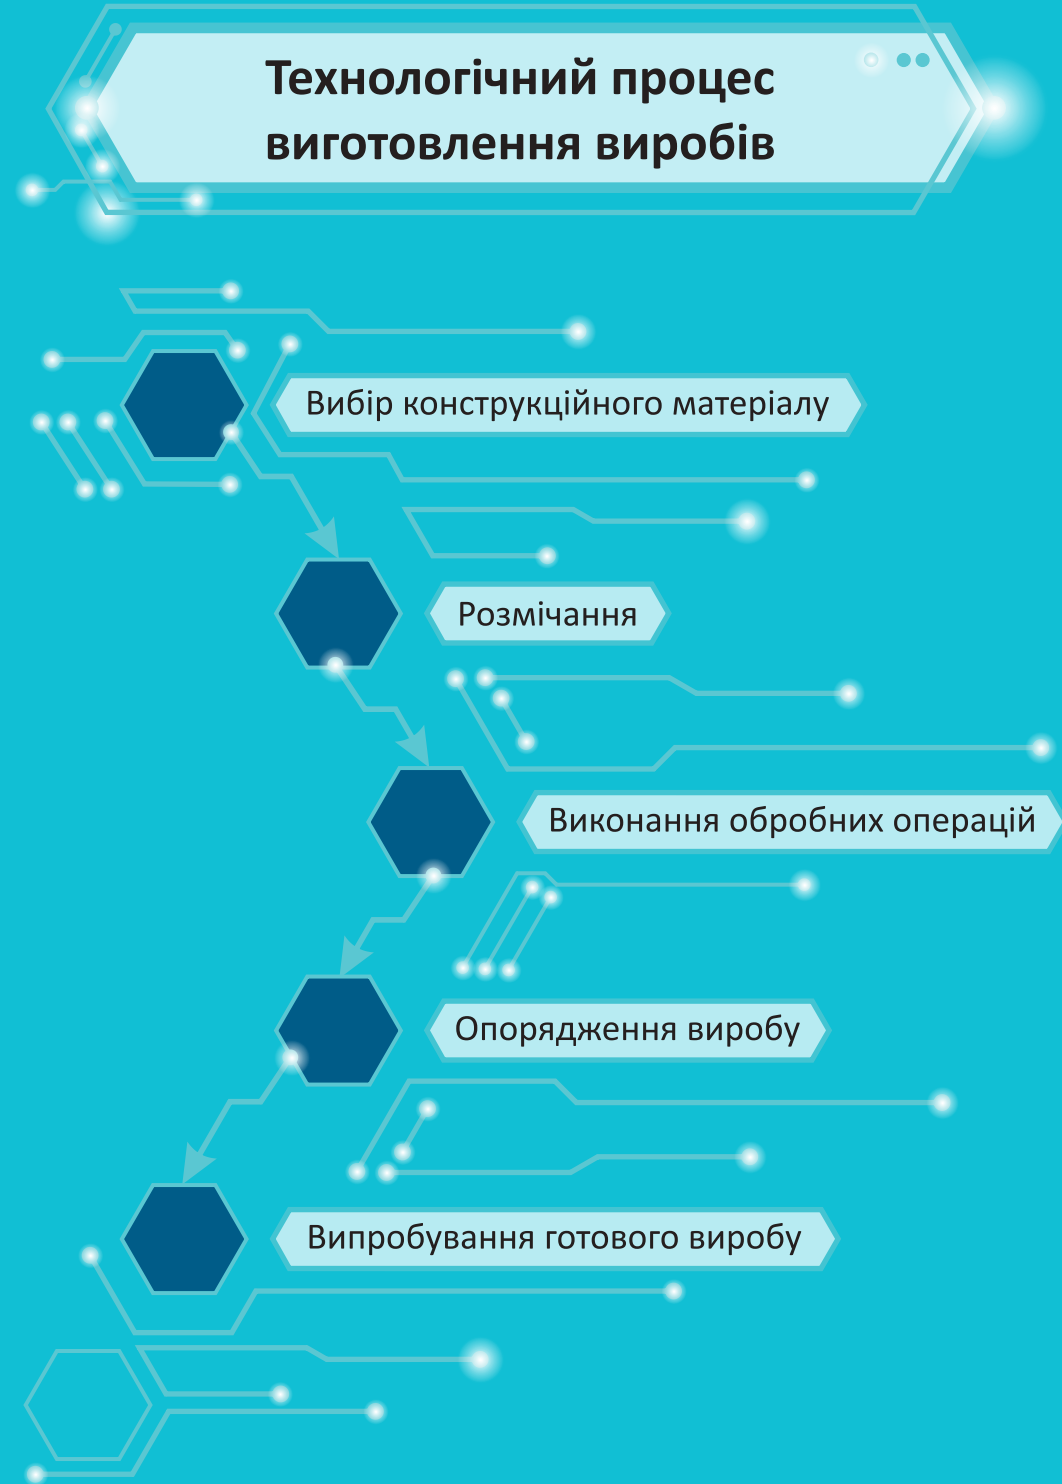 Технологічний процес
виготовлення виробів
Вибір конструкційного матеріалу
Розмічання
Виконання обробних операцій
Опорядження виробу
Випробування готового виробу